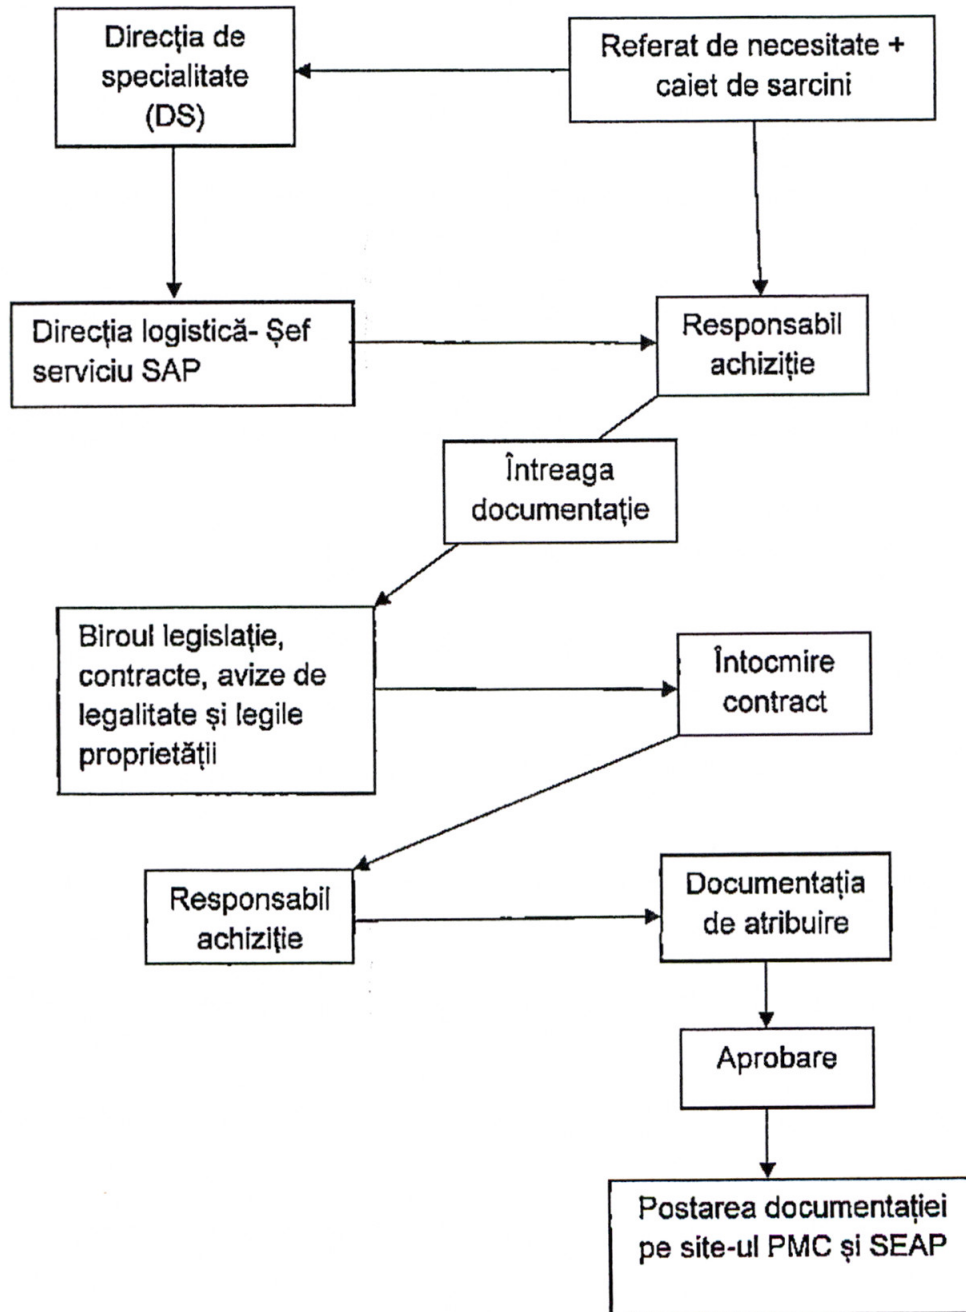 Direcția de
specialitate
(DS)
Referat de necesitate +
caiet de sarcini
Direcția logistică- Șef
serviciu SAP
Responsabil
achiziție
Întreaga
documentație
Biroul legislație,
contracte, avize de
legalitate și legile
proprietății
Întocmire
contract
Responsabil
achiziție
Documentația
de atribuire
Aprobare
Postarea documentației
pe site-ul PMC și SEAP